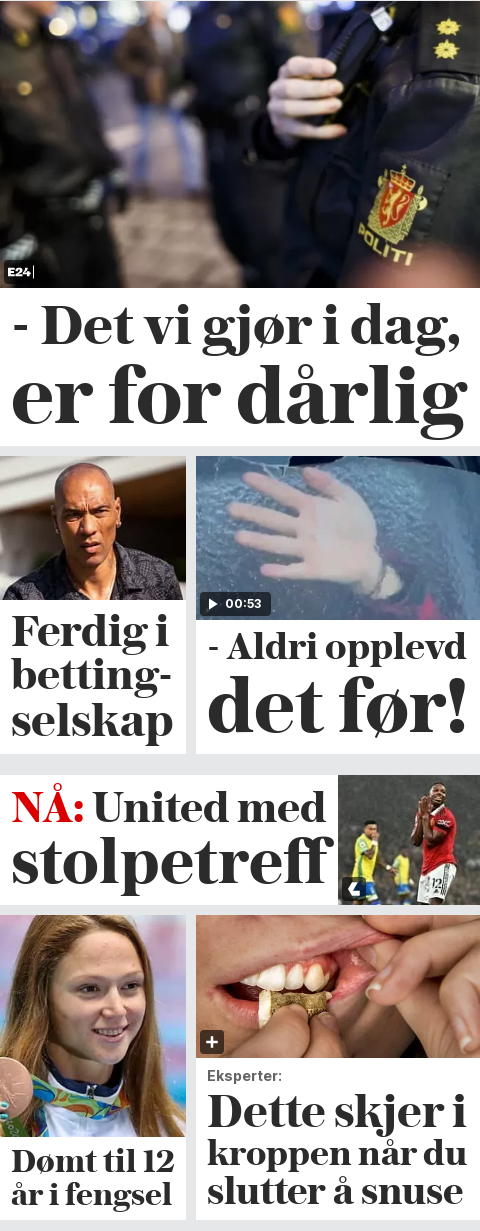 POLITI
E24
- Det vi gjør i dag,
er for dårlig
Ferdig i
betting-
selskap
00:53
- Aldri opplevd
det før!
NÅ: United med
stolpetreff
12
Dømt til 12
år i fengsel
Eksperter:
Dette skjer i
kroppen når du
slutter å snuse